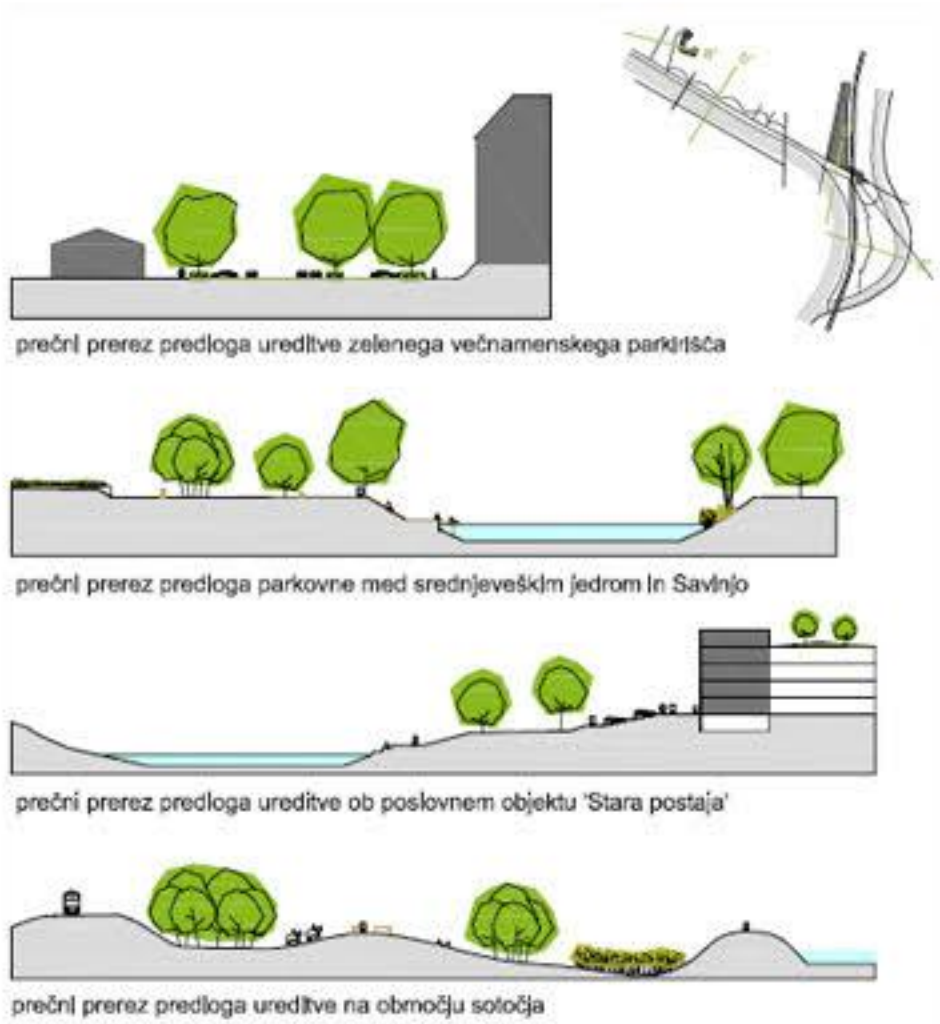 prečni prerez predloga ureditve zelenega večnamenskega parkirišča
prečni prerez predloga parkovne med srednjeveškim jedrom in Savinjo
prečni prerez predloga ureditve ob poslovnem objektu 'Stara postaja'
prečni prerez predloga ureditve na območju sotočja